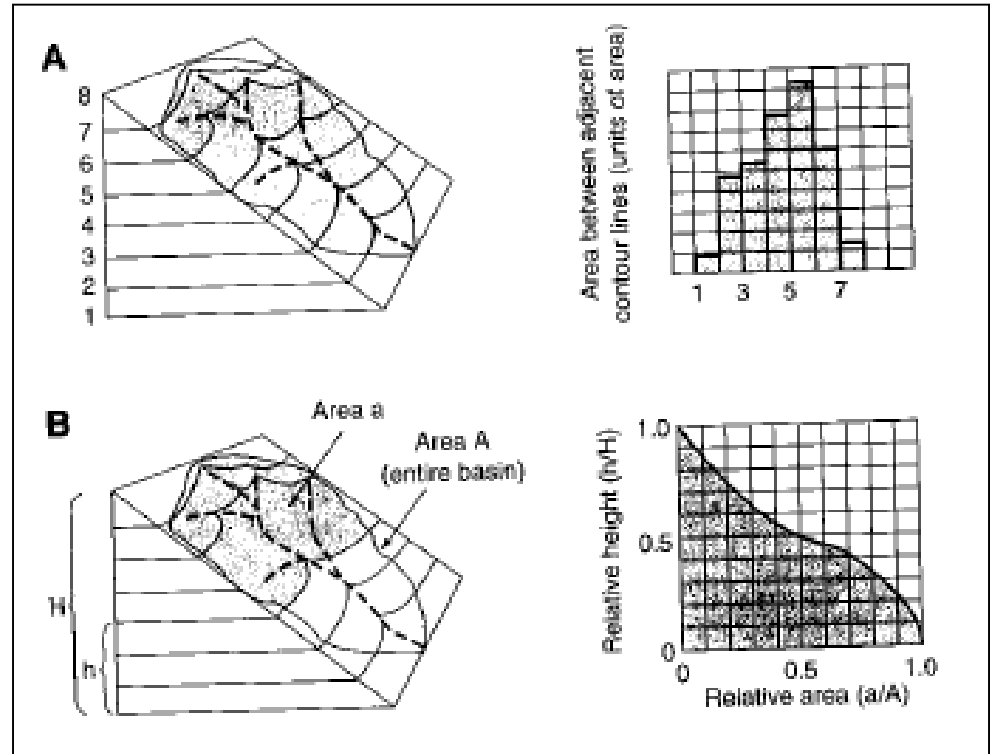 A
8
7
6
5
4
3
2
1
Area between adjacent
contour lines (units of area)
1 3 5 7
B
Area a
Area A
(entire basin)
H
h
Relative height (h/H)
1.0
0.5
0
0 0.5 1.0
Relative area (a/A)